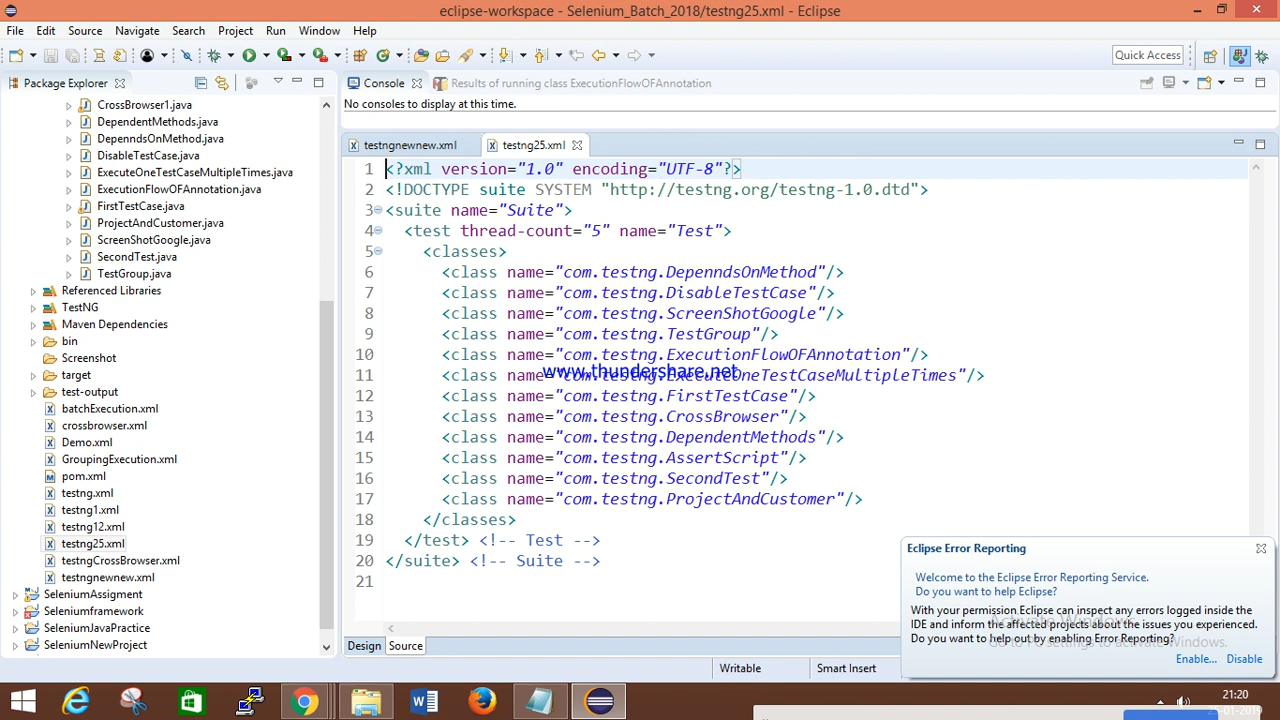 eclipse-workspace - Selenium_Batch_2018/testng25.xml - Eclipse
File Edit Source Navigate Search Project Run Window Help
Quick Access
Package Explorer
CrossBrowser1.java
DependentMethods.java
DepenndsOnMethod.java
DisableTestCase.java
ExecuteOneTestCaseMultipleTimes.java
ExecutionFlowOFAnnotation.java
FirstTestCase.java
ProjectAndCustomer.java
ScreenShotGoogle.java
SecondTest.java
TestGroup.java
Referenced Libraries
TestNG
Maven Dependencies
bin
Screenshot
target
test-output
batchExecution.xml
crossbrowser.xml
Demo.xml
GroupingExecution.xml
pom.xml
testng.xml
testng1.xml
testng12.xml
testng25.xml
testngCrossBrowser.xml
testngnewnew.xml
SeleniumAssigment
Seleniumframework
SeleniumJavaPractice
SeleniumNewProject
Console Results of running class ExecutionFlowOFAnnotation
No consoles to display at this time.
testngnewnew.xml testng25.xml
1 <?xml version="1.0" encoding="UTF-8"?>
2 <!DOCTYPE suite SYSTEM "http://testng.org/testng-1.0.dtd">
3 <suite name="Suite">
4 <test thread-count="5" name="Test">
5 <classes>
6 <class name="com.testng.DepenndsOnMethod"/>
7 <class name="com.testng.DisableTestCase"/>
8 <class name="com.testng.ScreenShotGoogle"/>
9 <class name="com.testng.TestGroup"/>
10 <class name="com.testng.ExecutionFlowOFAnnotation"/>
www.thundershare.net
11 <class name="com.testng.ExecuteOneTestCaseMultipleTimes"/>
12 <class name="com.testng.FirstTestCase"/>
13 <class name="com.testng.CrossBrowser"/>
14 <class name="com.testng.DependentMethods"/>
15 <class name="com.testng.AssertScript"/>
16 <class name="com.testng.SecondTest"/>
17 <class name="com.testng.ProjectAndCustomer"/>
18 </classes>
19 </test> <!-- Test -->
20 </suite> <!-- Suite -->
21
Design Source
Eclipse Error Reporting
Welcome to the Eclipse Error Reporting Service.
Do you want to help Eclipse?
With your permission Eclipse can inspect any errors logged inside the
IDE and inform the affected projects about the issues you experienced.
Do you want to help out by enabling Error Reporting?
Activate Windows
Go to PC settings to activate Windows.
Enable... Disable
Writable Smart Insert
21:20